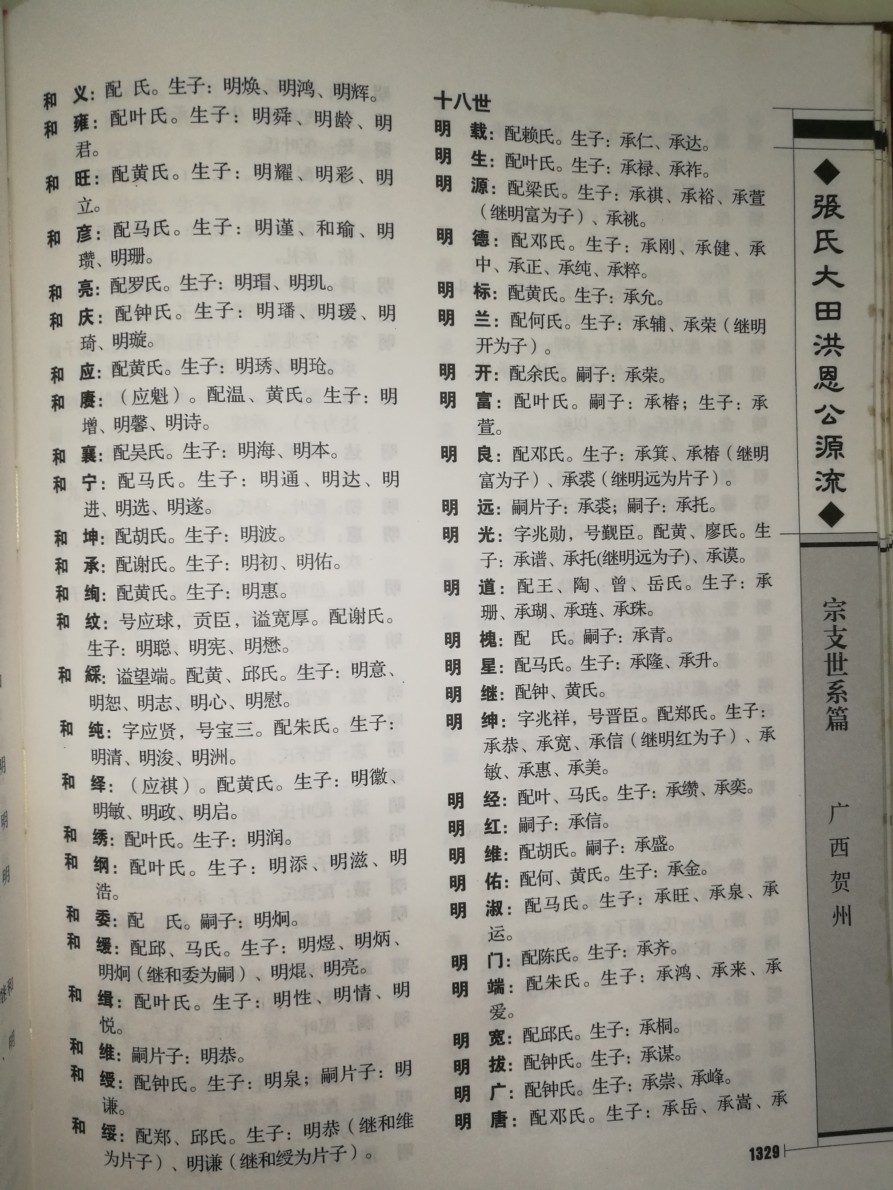 和　义：配 氏。生子：明焕、明鸿、明辉。
和　雍：配叶氏。生子：明舜、明龄、明
君。
和　旺：配黄氏。生子：明耀、明彩、明
立。
和　彦：配马氏。生子：明谨、和瑜、明
瓒、明珊。
和　亮：配罗氏。生子：明瑁、明玑。
和　庆：配钟氏。生子：明璠、明瑗、明
琦、明璇。
和　应：配黄氏。生子：明琇、明玱。
和　赓：（应魁）。配温、黄氏。生子：明
增、明馨、明诗。
和　襄：配吴氏。生子：明海、明本。
和　宁：配马氏。生子：明通、明达、明
进、明选、明遂。
和　坤：配胡氏。生子：明波。
和　承：配谢氏。生子：明初、明佑。
和　绚：配黄氏。生子：明惠。
和　纹：号应球，贡臣，谥宽厚。配谢氏。
生子：明聪、明宪、明懋。
和　綵：谥望端。配黄、邱氏。生子：明意、
明恕、明志、明心、明慰。
和　纯：字应贤，号宝三。配朱氏。生子：
明清、明浚、明洲。
和　绎：（应祺）。配黄氏。生子：明徽、
明敏、明政、明启。
和　绣：配叶氏。生子：明润。
和　纲：配叶氏。生子：明添、明滋、明
浩。
和　委：配　氏。嗣子：明炯。
和　缓：配邱、马氏。生子：明煜、明炳、
明炯（继和委为嗣）、明焜、明亮。
和　缉：配叶氏。生子：明性、明情、明
悦。
和　维：嗣片子：明恭。
和　绶：配钟氏。生子：明泉；嗣片子：明
谦。
和　绥：配郑、邱氏。生子：明恭（继和维
为片子）、明谦（继和绶为片子）。
十八世
明　载：配赖氏。生子：承仁、承达。
明　生：配叶氏。生子：承禄、承祚。
明　源：配梁氏。生子：承祺、承裕、承萱
（继明富为子）、承祧。
明　德：配邓氏。生子：承刚、承健、承
中、承正、承纯、承粹。
明　标：配黄氏。生子：承允。
明　兰：配何氏。生子：承辅、承荣（继明
开为子）。
明　开：配余氏。嗣子：承荣。
明　富：配叶氏。嗣子：承椿；生子：承
萱。
明　良：配邓氏。生子：承箕、承椿（继明
富为子）、承裘（继明远为片子）。
明　远：嗣片子：承裘；嗣子：承托。
明　光：字兆勋，号觐臣。配黄、廖氏。生
子：承谱、承托(继明远为子)、承谟。
明　道：配王、陶、曾、岳氏。生子：承
珊、承瑚、承琏、承珠。
明　槐：配　氏。嗣子：承青。
明　星：配马氏。生子：承隆、承升。
明　继：配钟、黄氏。
明　绅：字兆祥，号晋臣。配郑氏。生子：
承恭、承宽、承信（继明红为子）、承
敏、承惠、承美。
明　经：配叶、马氏。生子：承缵、承奕。
明　红：嗣子：承信。
明　维：配胡氏。嗣子：承盛。
明　佑：配何、黄氏。生子：承金。
明　淑：配马氏。生子：承旺、承泉、承
运。
明　门：配陈氏。生子：承齐。
明　端：配朱氏。生子：承鸿、承来、承
爱。
明　宽：配邱氏。生子：承桐。
明　拔：配钟氏。生子：承谋。
明　广：配钟氏。生子：承崇、承峰。
明　唐：配邓氏。生子：承岳、承嵩、承
◆張氏大田洪恩公源流◆
宗支世系篇　广西贺州
1329